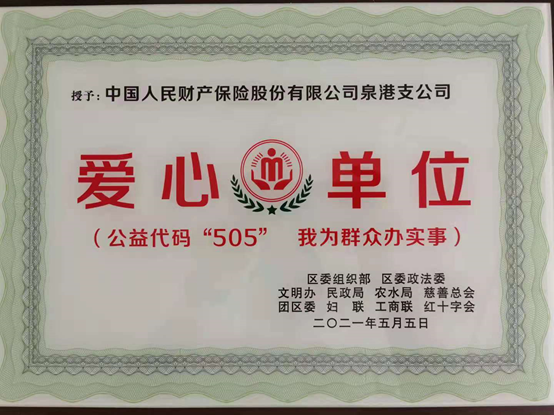 授予:中国人民财产保险股份有限公司泉港支公司
爱心单位
（公益代码“505” 我为群众办实事）
区委组织部 区委政法委
文明办 民政局 农水局 慈善总会
团区委 妇联 工商联 红十字会
二〇二一年五月五日